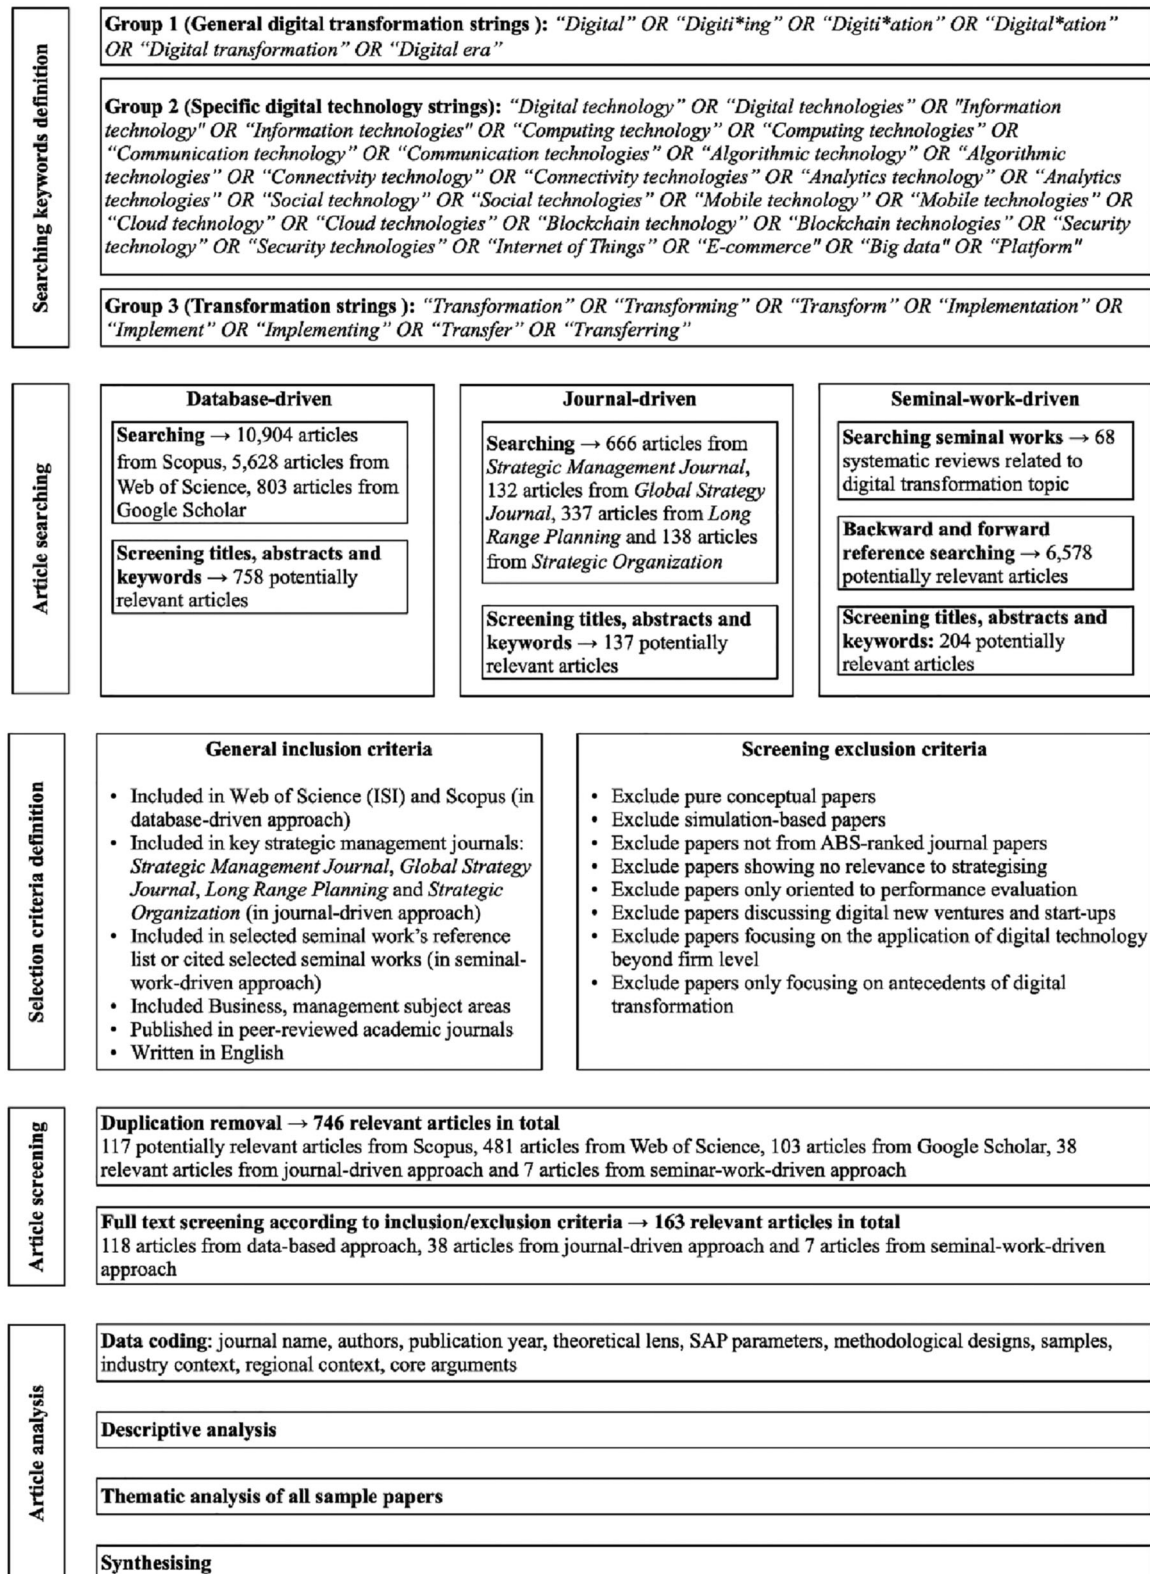 Searching keywords definition
Group 1 (General digital transformation strings ): “Digital” OR “Digiti*ing” OR “Digiti*ation” OR “Digital*ation”
OR “Digital transformation” OR “Digital era”
Group 2 (Specific digital technology strings): “Digital technology” OR “Digital technologies” OR "Information
technology" OR “Information technologies" OR “Computing technology” OR “Computing technologies” OR
“Communication technology” OR “Communication technologies” OR “Algorithmic technology” OR “Algorithmic
technologies” OR “Connectivity technology” OR “Connectivity technologies” OR “Analytics technology” OR “Analytics
technologies” OR “Social technology” OR “Social technologies” OR “Mobile technology” OR “Mobile technologies” OR
“Cloud technology” OR “Cloud technologies” OR “Blockchain technology” OR “Blockchain technologies” OR “Security
technology” OR “Security technologies” OR “Internet of Things” OR “E-commerce" OR “Big data" OR “Platform"
Group 3 (Transformation strings ): “Transformation” OR “Transforming” OR “Transform” OR “Implementation” OR
“Implement” OR “Implementing” OR “Transfer” OR “Transferring”
Article searching
Database-driven
Searching → 10,904 articles
from Scopus, 5,628 articles from
Web of Science, 803 articles from
Google Scholar
Screening titles, abstracts and
keywords → 758 potentially
relevant articles
Journal-driven
Searching → 666 articles from
Strategic Management Journal,
132 articles from Global Strategy
Journal, 337 articles from Long
Range Planning and 138 articles
from Strategic Organization
Screening titles, abstracts and
keywords → 137 potentially
relevant articles
Seminal-work-driven
Searching seminal works → 68
systematic reviews related to
digital transformation topic
Backward and forward
reference searching → 6,578
potentially relevant articles
Screening titles, abstracts and
keywords: 204 potentially
relevant articles
Selection criteria definition
General inclusion criteria
• Included in Web of Science (ISI) and Scopus (in
database-driven approach)
• Included in key strategic management journals:
Strategic Management Journal, Global Strategy
Journal, Long Range Planning and Strategic
Organization (in journal-driven approach)
• Included in selected seminal work’s reference
list or cited selected seminal works (in seminal-
work-driven approach)
• Included Business, management subject areas
• Published in peer-reviewed academic journals
• Written in English
Screening exclusion criteria
• Exclude pure conceptual papers
• Exclude simulation-based papers
• Exclude papers not from ABS-ranked journal papers
• Exclude papers showing no relevance to strategising
• Exclude papers only oriented to performance evaluation
• Exclude papers discussing digital new ventures and start-ups
• Exclude papers focusing on the application of digital technology
beyond firm level
• Exclude papers only focusing on antecedents of digital
transformation
Article screening
Duplication removal → 746 relevant articles in total
117 potentially relevant articles from Scopus, 481 articles from Web of Science, 103 articles from Google Scholar, 38
relevant articles from journal-driven approach and 7 articles from seminar-work-driven approach
Full text screening according to inclusion/exclusion criteria → 163 relevant articles in total
118 articles from data-based approach, 38 articles from journal-driven approach and 7 articles from seminal-work-driven
approach
Article analysis
Data coding: journal name, authors, publication year, theoretical lens, SAP parameters, methodological designs, samples,
industry context, regional context, core arguments
Descriptive analysis
Thematic analysis of all sample papers
Synthesising